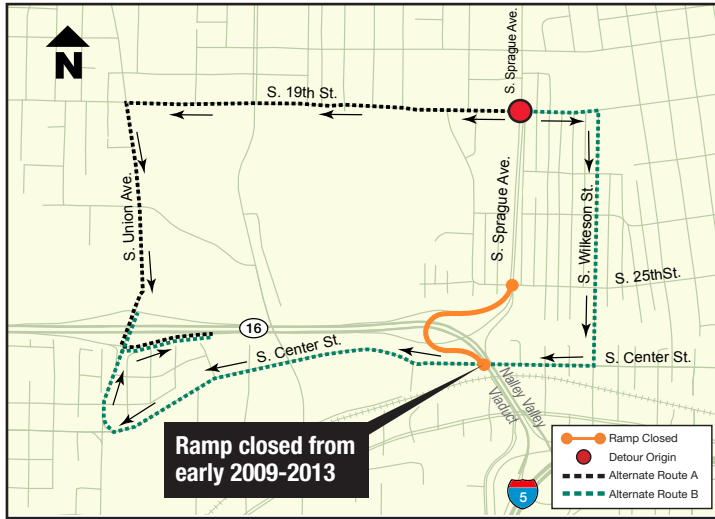 N
S. Sprague Ave.
S. 19th St.
S. Union Ave.
S. Sprague Ave.
S. Wilkeson St.
S. 25thSt.
16
S. Center St.
S. Center St.
Nalley Valley
Viaduct
Ramp closed from
early 2009-2013
5
Ramp Closed
Detour Origin
Alternate Route A
Alternate Route B